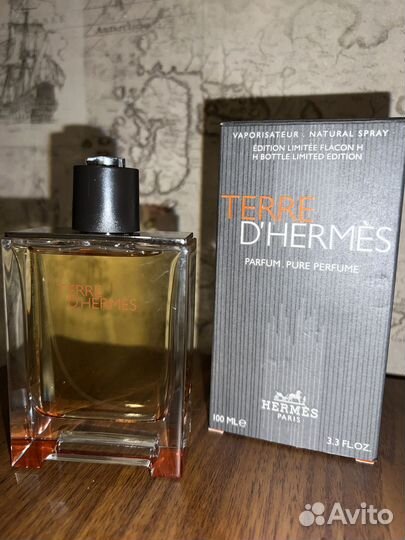 TERRE
D'HERMÈS
VAPORISATEUR . NATURAL SPRAY
ÉDITION LIMITÉE FLACON H
H BOTTLE LIMITED EDITION
TERRE
D'HERMÈS
PARFUM . PURE PERFUME
HERMÈS
PARIS
100 ML e
3.3 FL.OZ.
Avito